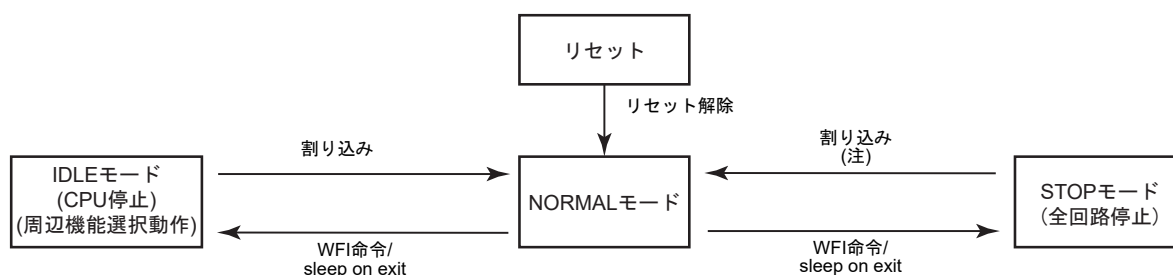 リセット
リセット解除
割り込み
割り込み
(注)
IDLEモード
(CPU停止)
(周辺機能選択動作)
NORMALモード
STOPモード
(全回路停止)
WFI命令/
sleep on exit
WFI命令/
sleep on exit